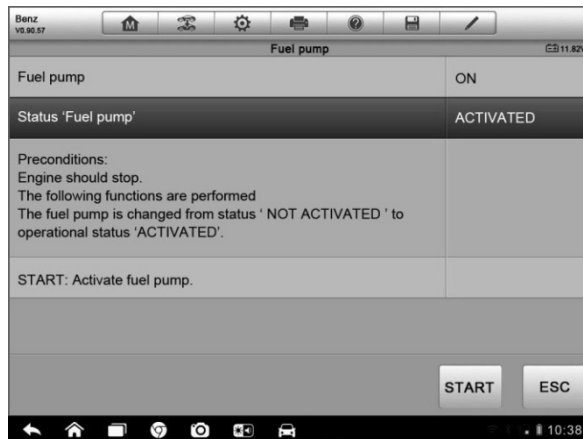 Benz
V0.90.57
M
Fuel pump
11.82V
Fuel pump ON
Status 'Fuel pump' ACTIVATED
Preconditions:
Engine should stop.
The following functions are performed
The fuel pump is changed from status ' NOT ACTIVATED ' to
operational status 'ACTIVATED'.
START: Activate fuel pump.
START ESC
10:38